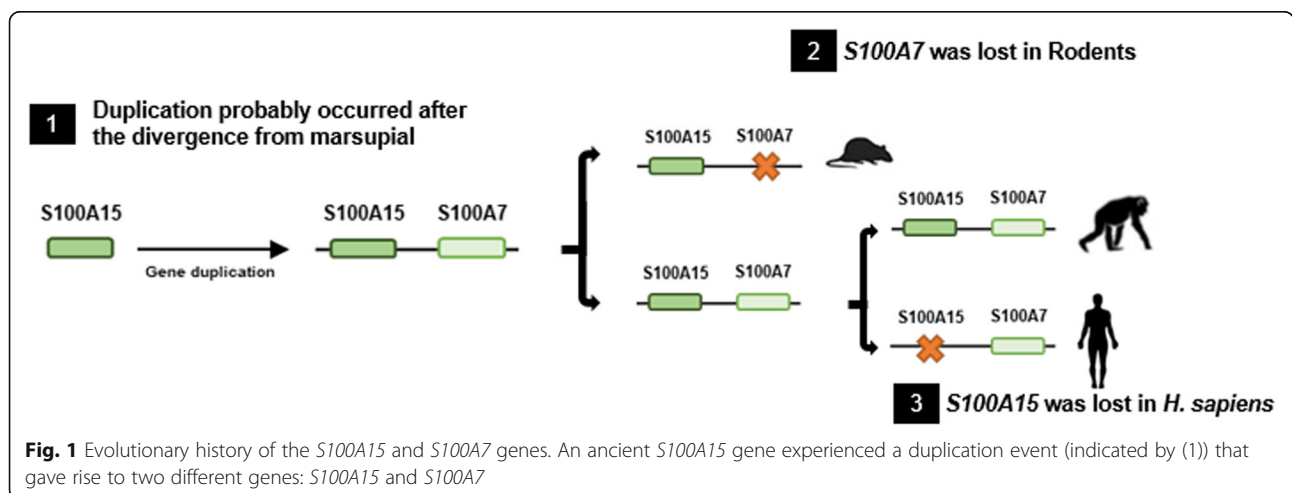 2 S100A7 was lost in Rodents
1 Duplication probably occurred after
the divergence from marsupial
S100A15 S100A7
S100A15 S100A7
S100A15
S100A15 S100A7
Gene duplication
S100A15 S100A7
S100A15 S100A7
3 S100A15 was lost in H. sapiens
Fig. 1 Evolutionary history of the S100A15 and S100A7 genes. An ancient S100A15 gene experienced a duplication event (indicated by (1)) that
gave rise to two different genes: S100A15 and S100A7